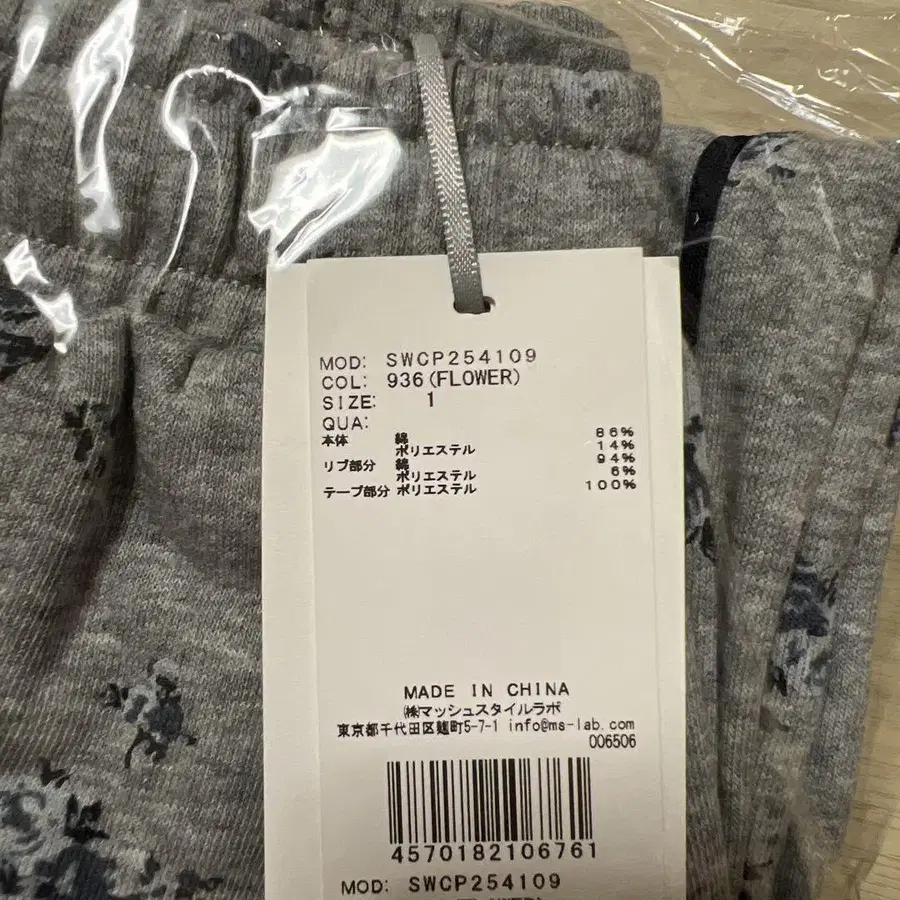 MOD: SWCP254109
COL: 936(FLOWER)
SIZE: 1
QUA:
本体 綿 86%
ポリエステル 14%
リブ部分 綿 94%
ポリエステル 6%
テープ部分 ポリエステル 100%
MADE IN CHINA
㈱マッシュスタイルラボ
東京都千代田区麹町5-7-1 info@ms-lab.com
006506
4570182106761
MOD: SWCP254109